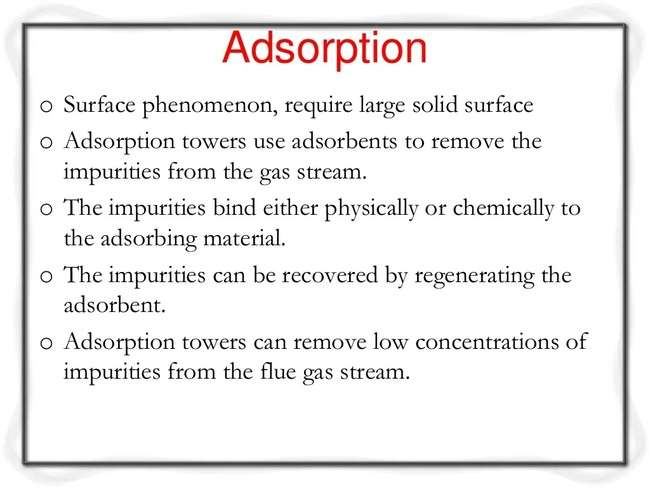 Adsorption
o Surface phenomenon, require large solid surface
o Adsorption towers use adsorbents to remove the
impurities from the gas stream.
o The impurities bind either physically or chemically to
the adsorbing material.
o The impurities can be recovered by regenerating the
adsorbent.
o Adsorption towers can remove low concentrations of
impurities from the flue gas stream.